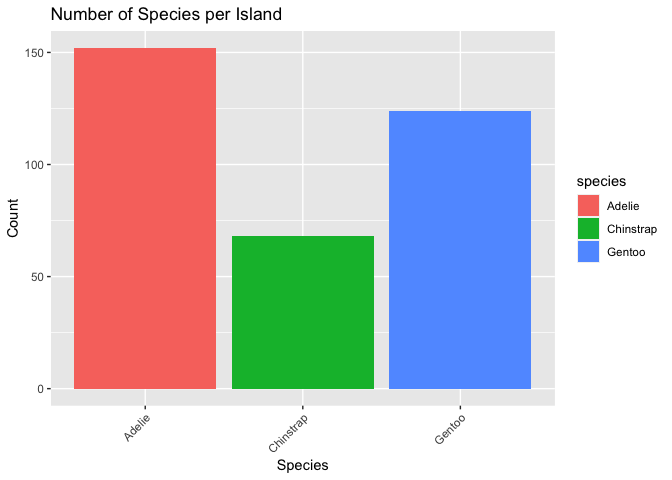 Number of Species per Island
150
100
50
0
Count
Adelie
Chinstrap
Gentoo
Species
species
Adelie
Chinstrap
Gentoo